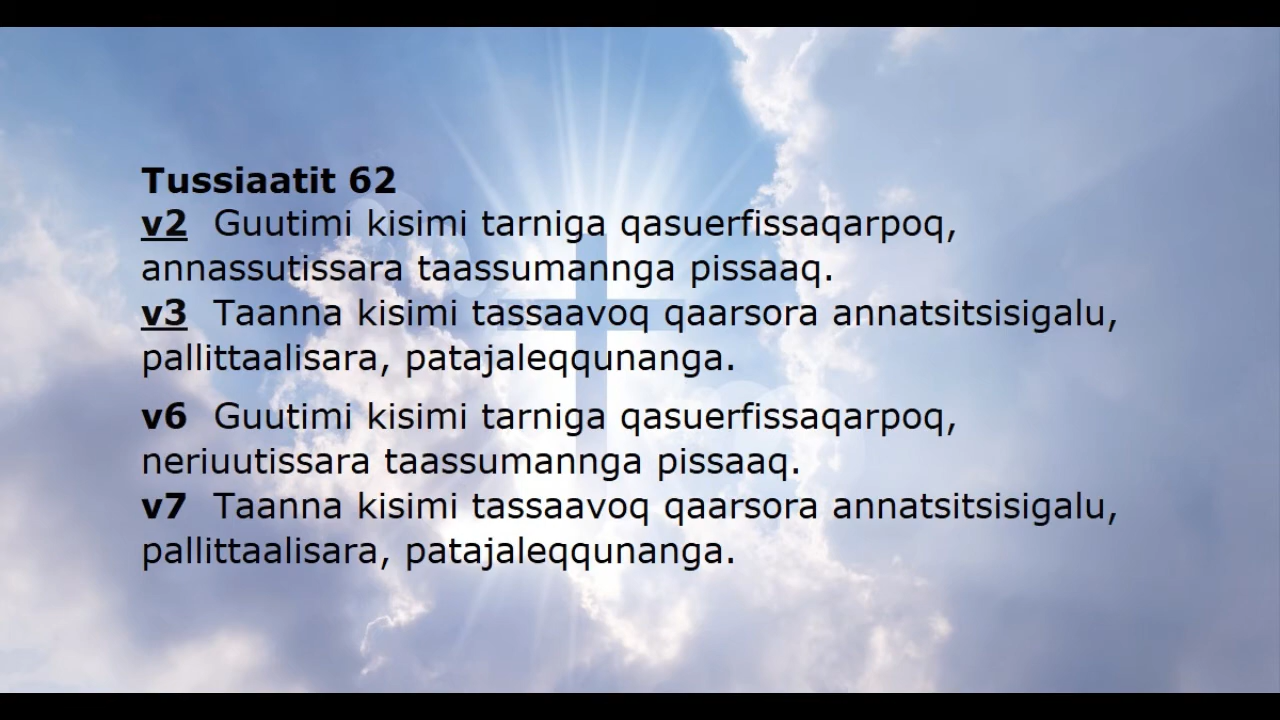 Tussiaatit 62
v2 Guutimi kisimi tarniga qasuerfissaqarpoq,
annassutissara taassumannga pissaaq.
v3 Taanna kisimi tassaavoq qaarsora annatsitsisigalu,
pallittaalisara, patajaleqqunanga.
v6 Guutimi kisimi tarniga qasuerfissaqarpoq,
neriuutissara taassumannga pissaaq.
v7 Taanna kisimi tassaavoq qaarsora annatsitsisigalu,
pallittaalisara, patajaleqqunanga.